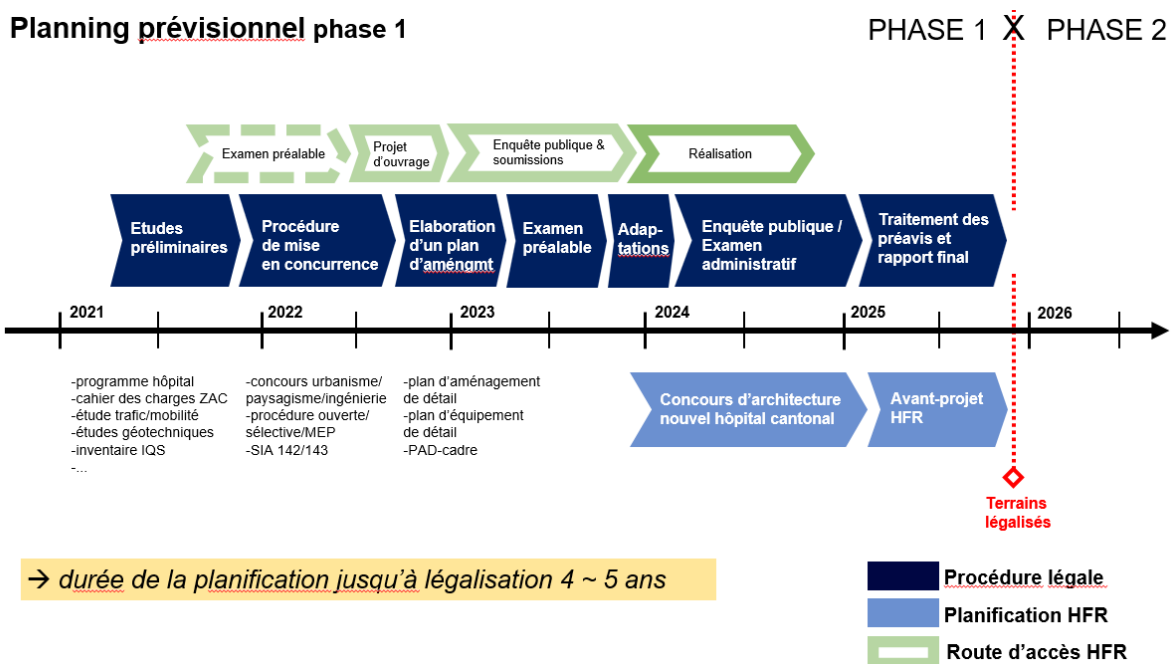 Planning prévisionnel phase 1
PHASE 1 X PHASE 2
Examen préalable
Projet
d'ouvrage
Enquête publique &
soumissions
Réalisation
Etudes
préliminaires
Procédure
de mise
en concurrence
Elaboration
d'un plan
d'améngmt
Examen
préalable
Adap-
tations
Enquête publique /
Examen
administratif
Traitement des
préavis et
rapport final
2021
2022
2023
2024
2025
2026
-programme hôpital
-cahier des charges ZAC
-étude trafic/mobilité
-études géotechniques
-inventaire IQS
-...
-concours urbanisme/
paysagisme/ingénierie
-procédure ouverte/
sélective/MEP
-SIA 142/143
-plan d'aménagement
de détail
-plan d'équipement
de détail
-PAD-cadre
Concours d'architecture
nouvel hôpital cantonal
Avant-projet
HFR
Terrains
légalisés
→ durée de la planification jusqu'à légalisation 4 ~ 5 ans
Procédure légale
Planification HFR
Route d'accès HFR